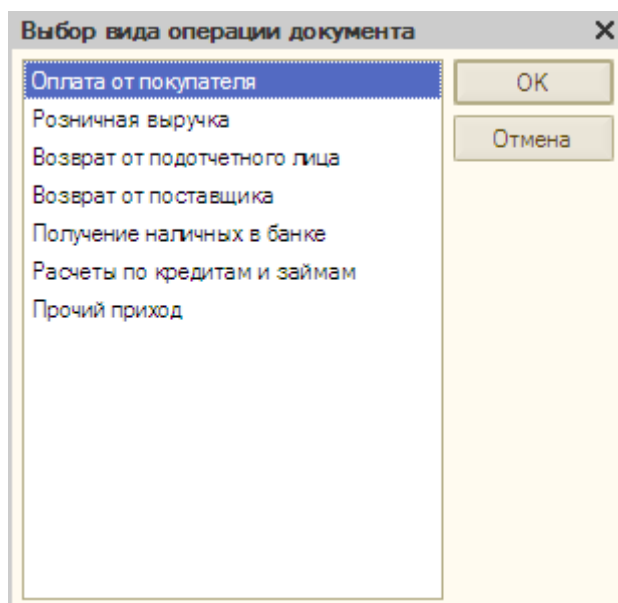 Выбор вида операции документа
Оплата от покупателя
Розничная выручка
Возврат от подотчетного лица
Возврат от поставщика
Получение наличных в банке
Расчеты по кредитам и займам
Прочий приход
OK
Отмена